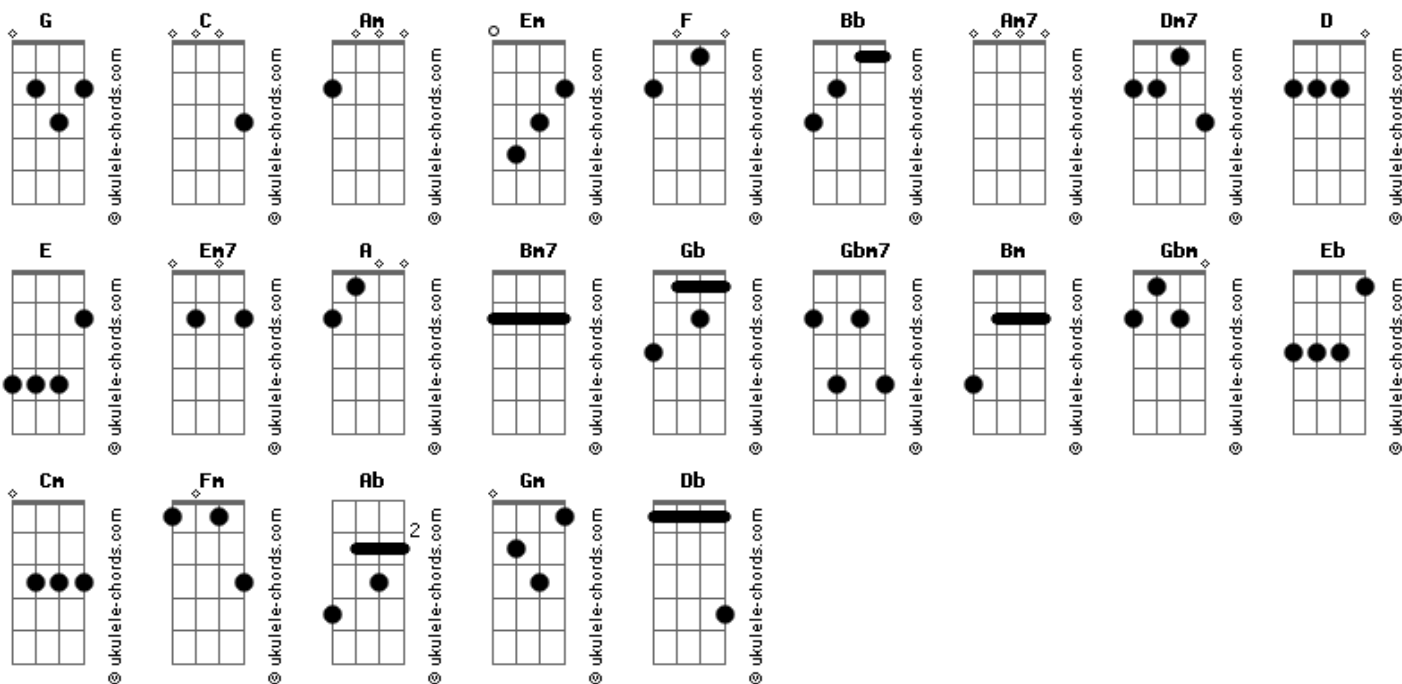 G C Am Em F Bb Am7 Dm7 D
© ukulele-chords.com © ukulele-chords.com © ukulele-chords.com © ukulele-chords.com © ukulele-chords.com © ukulele-chords.com © ukulele-chords.com © ukulele-chords.com © ukulele-chords.com
E Em7 A Bm7 Gb Gbm7 Bm Gbm Eb
© ukulele-chords.com © ukulele-chords.com © ukulele-chords.com © ukulele-chords.com © ukulele-chords.com © ukulele-chords.com © ukulele-chords.com © ukulele-chords.com © ukulele-chords.com
Cm Fm Ab Gm Db
2
© ukulele-chords.com © ukulele-chords.com © ukulele-chords.com © ukulele-chords.com © ukulele-chords.com